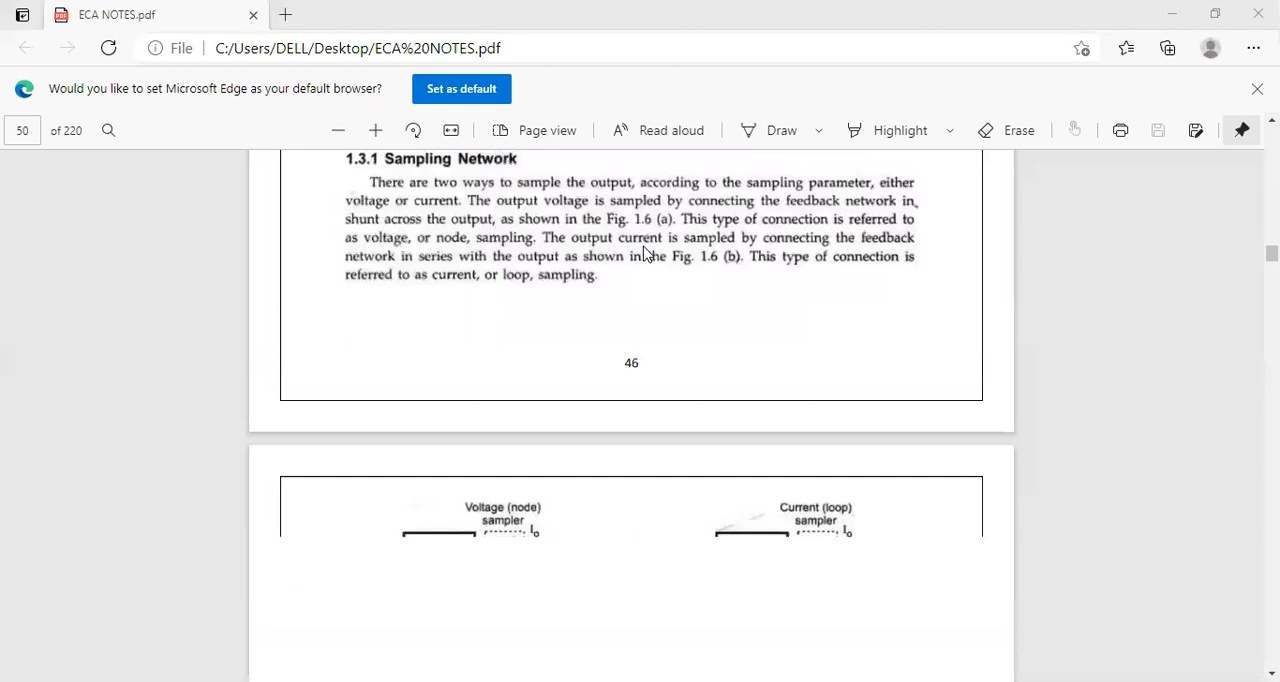 ECA NOTES.pdf
File C:/Users/DELL/Desktop/ECA%20NOTES.pdf
Would you like to set Microsoft Edge as your default browser? Set as default
50 of 220 Page view Read aloud Draw Highlight Erase
1.3.1 Sampling Network
There are two ways to sample the output, according to the sampling parameter, either
voltage or current. The output voltage is sampled by connecting the feedback network in
shunt across the output, as shown in the Fig. 1.6 (a). This type of connection is referred to
as voltage, or node, sampling. The output current is sampled by connecting the feedback
network in series with the output as shown in the Fig. 1.6 (b). This type of connection is
referred to as current, or loop, sampling.
46
Voltage (node) Current (loop)
sampler sampler
Io Io